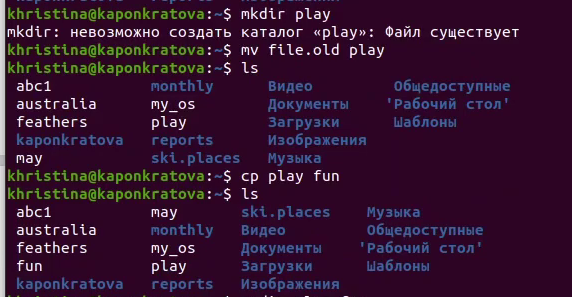 khristina@kaponkratova:~$ mkdir play
mkdir: невозможно создать каталог «play»: Файл существует
khristina@kaponkratova:~$ mv file.old play
khristina@kaponkratova:~$ ls
abc1 monthly Видео Общедоступные
australia my_os Документы 'Рабочий стол'
feathers play Загрузки Шаблоны
kaponkratova reports Изображения
may ski.places Музыка
khristina@kaponkratova:~$ cp play fun
khristina@kaponkratova:~$ ls
abc1 may ski.places Музыка
australia monthly Видео Общедоступные
feathers my_os Документы 'Рабочий стол'
fun play Загрузки Шаблоны
kaponkratova reports Изображения